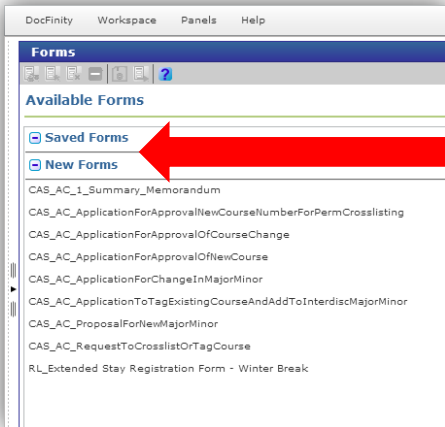 DocFinity Workspace Panels Help
Forms
?
Available Forms
Saved Forms
New Forms
CAS_AC_1_Summary_Memorandum
CAS_AC_ApplicationForApprovalNewCourseNumberForPermCrosslisting
CAS_AC_ApplicationForApprovalOfCourseChange
CAS_AC_ApplicationForApprovalOfNewCourse
CAS_AC_ApplicationForChangeInMajorMinor
CAS_AC_ApplicationToTagExistingCourseAndAddToInterdiscMajorMinor
CAS_AC_ProposalForNewMajorMinor
CAS_AC_RequestToCrosslistOrTagCourse
RL_Extended Stay Registration Form - Winter Break